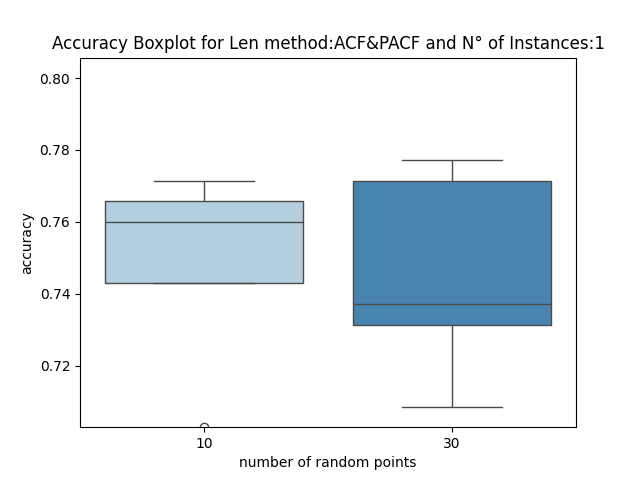 Accuracy Boxplot for Len method:ACF&PACF and N° of Instances:1
0.80
0.78
0.76
0.74
0.72
accuracy
10 30
number of random points